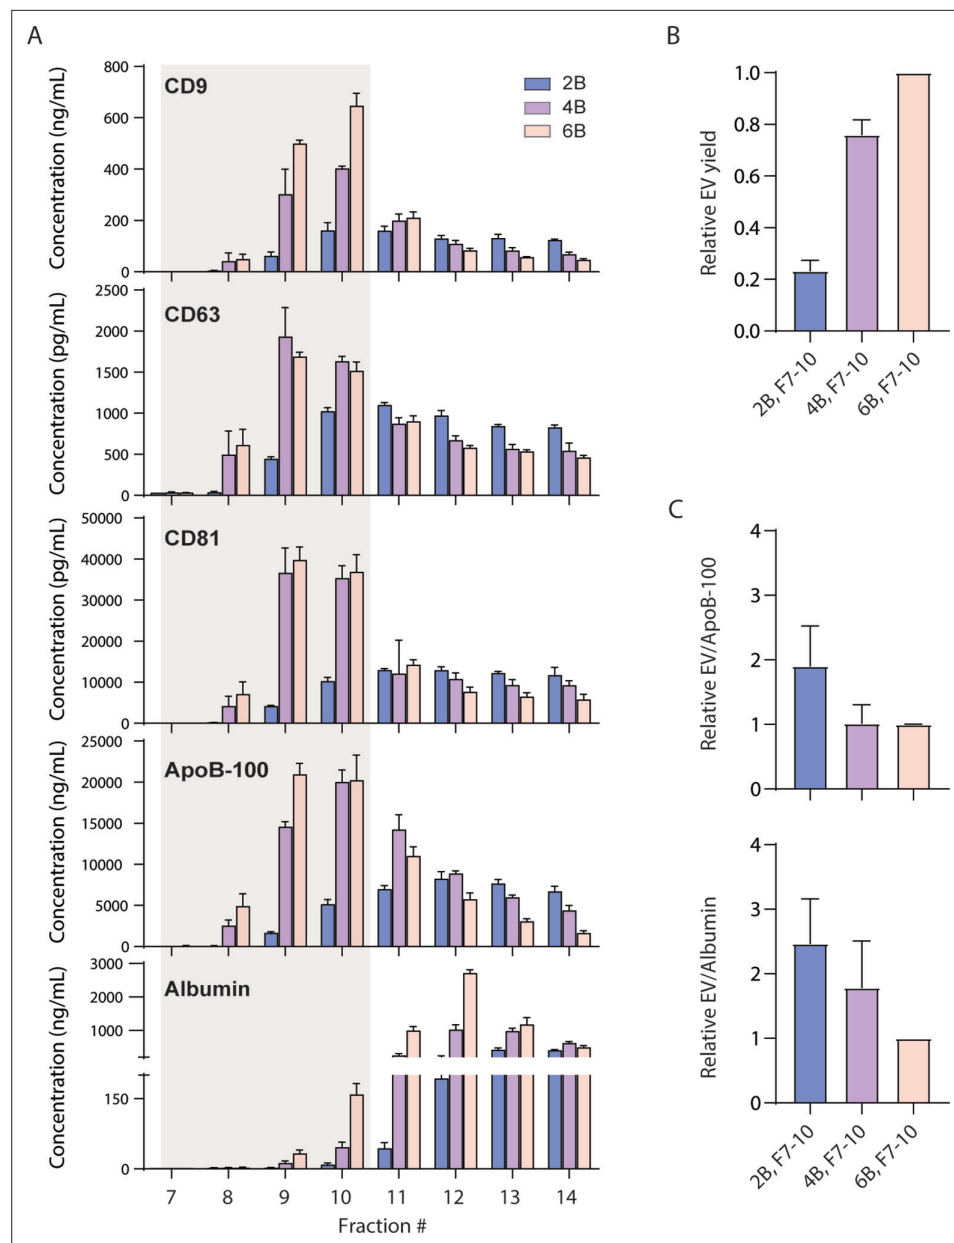 A
Concentration (ng/mL)
800
600
400
200
0
CD9
2B
4B
6B
Concentration (pg/mL)
2500
2000
1500
1000
500
0
CD63
Concentration (pg/mL)
50000
40000
30000
20000
10000
0
CD81
Concentration (ng/mL)
25000
20000
15000
10000
5000
0
ApoB-100
Concentration (ng/mL)
3000
2000
1000
150
0
Albumin
7 8 9 10 11 12 13 14
Fraction #
B
Relative EV yield
1.0
0.8
0.6
0.4
0.2
0.0
2B, F7-10
4B, F7-10
6B, F7-10
C
Relative EV/ApoB-100
4
3
2
1
0
Relative EV/Albumin
4
3
2
1
0
2B, F7-10
4B, F7-10
6B, F7-10